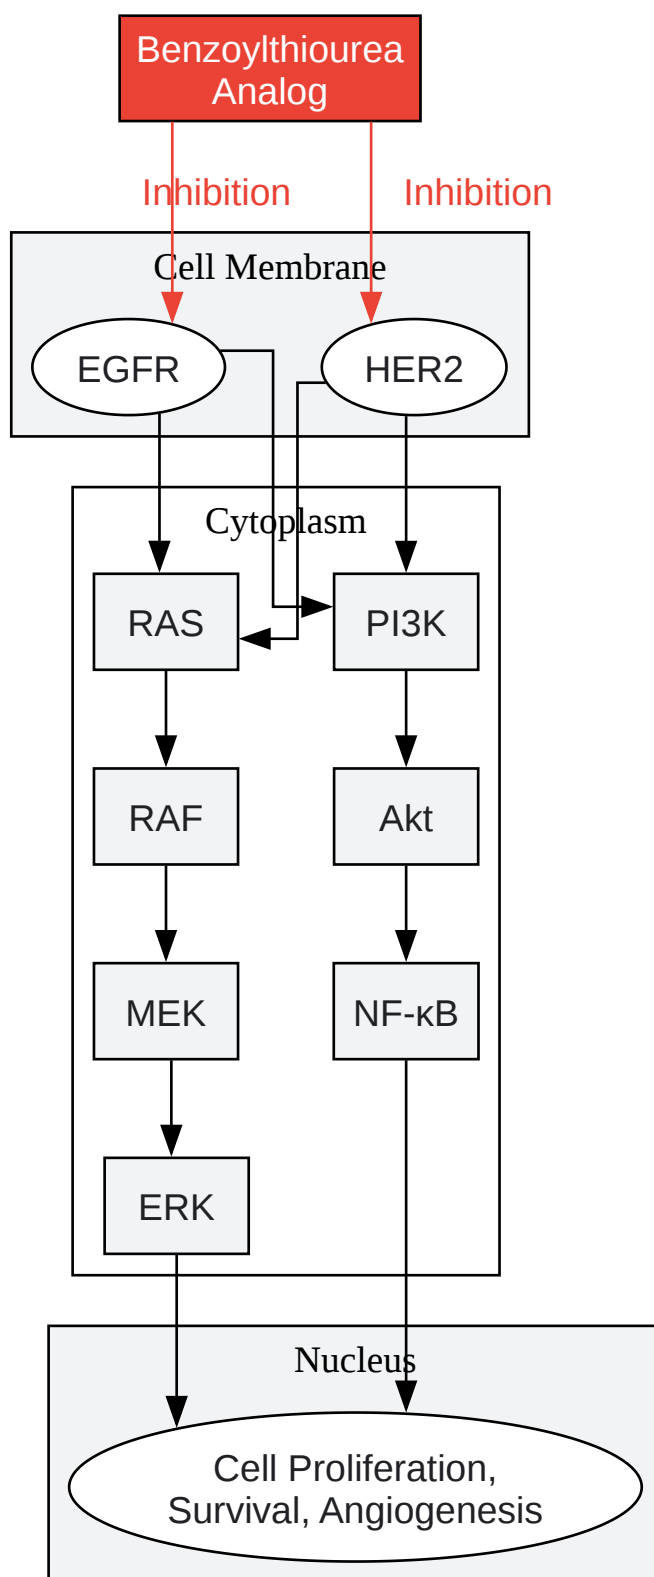 Benzoylthiourea
Analog
Inhibition
Inhibition
Cell Membrane
EGFR
HER2
Cytoplasm
RAS
PI3K
RAF
Akt
MEK
NF-κB
ERK
Nucleus
Cell Proliferation,
Survival, Angiogenesis